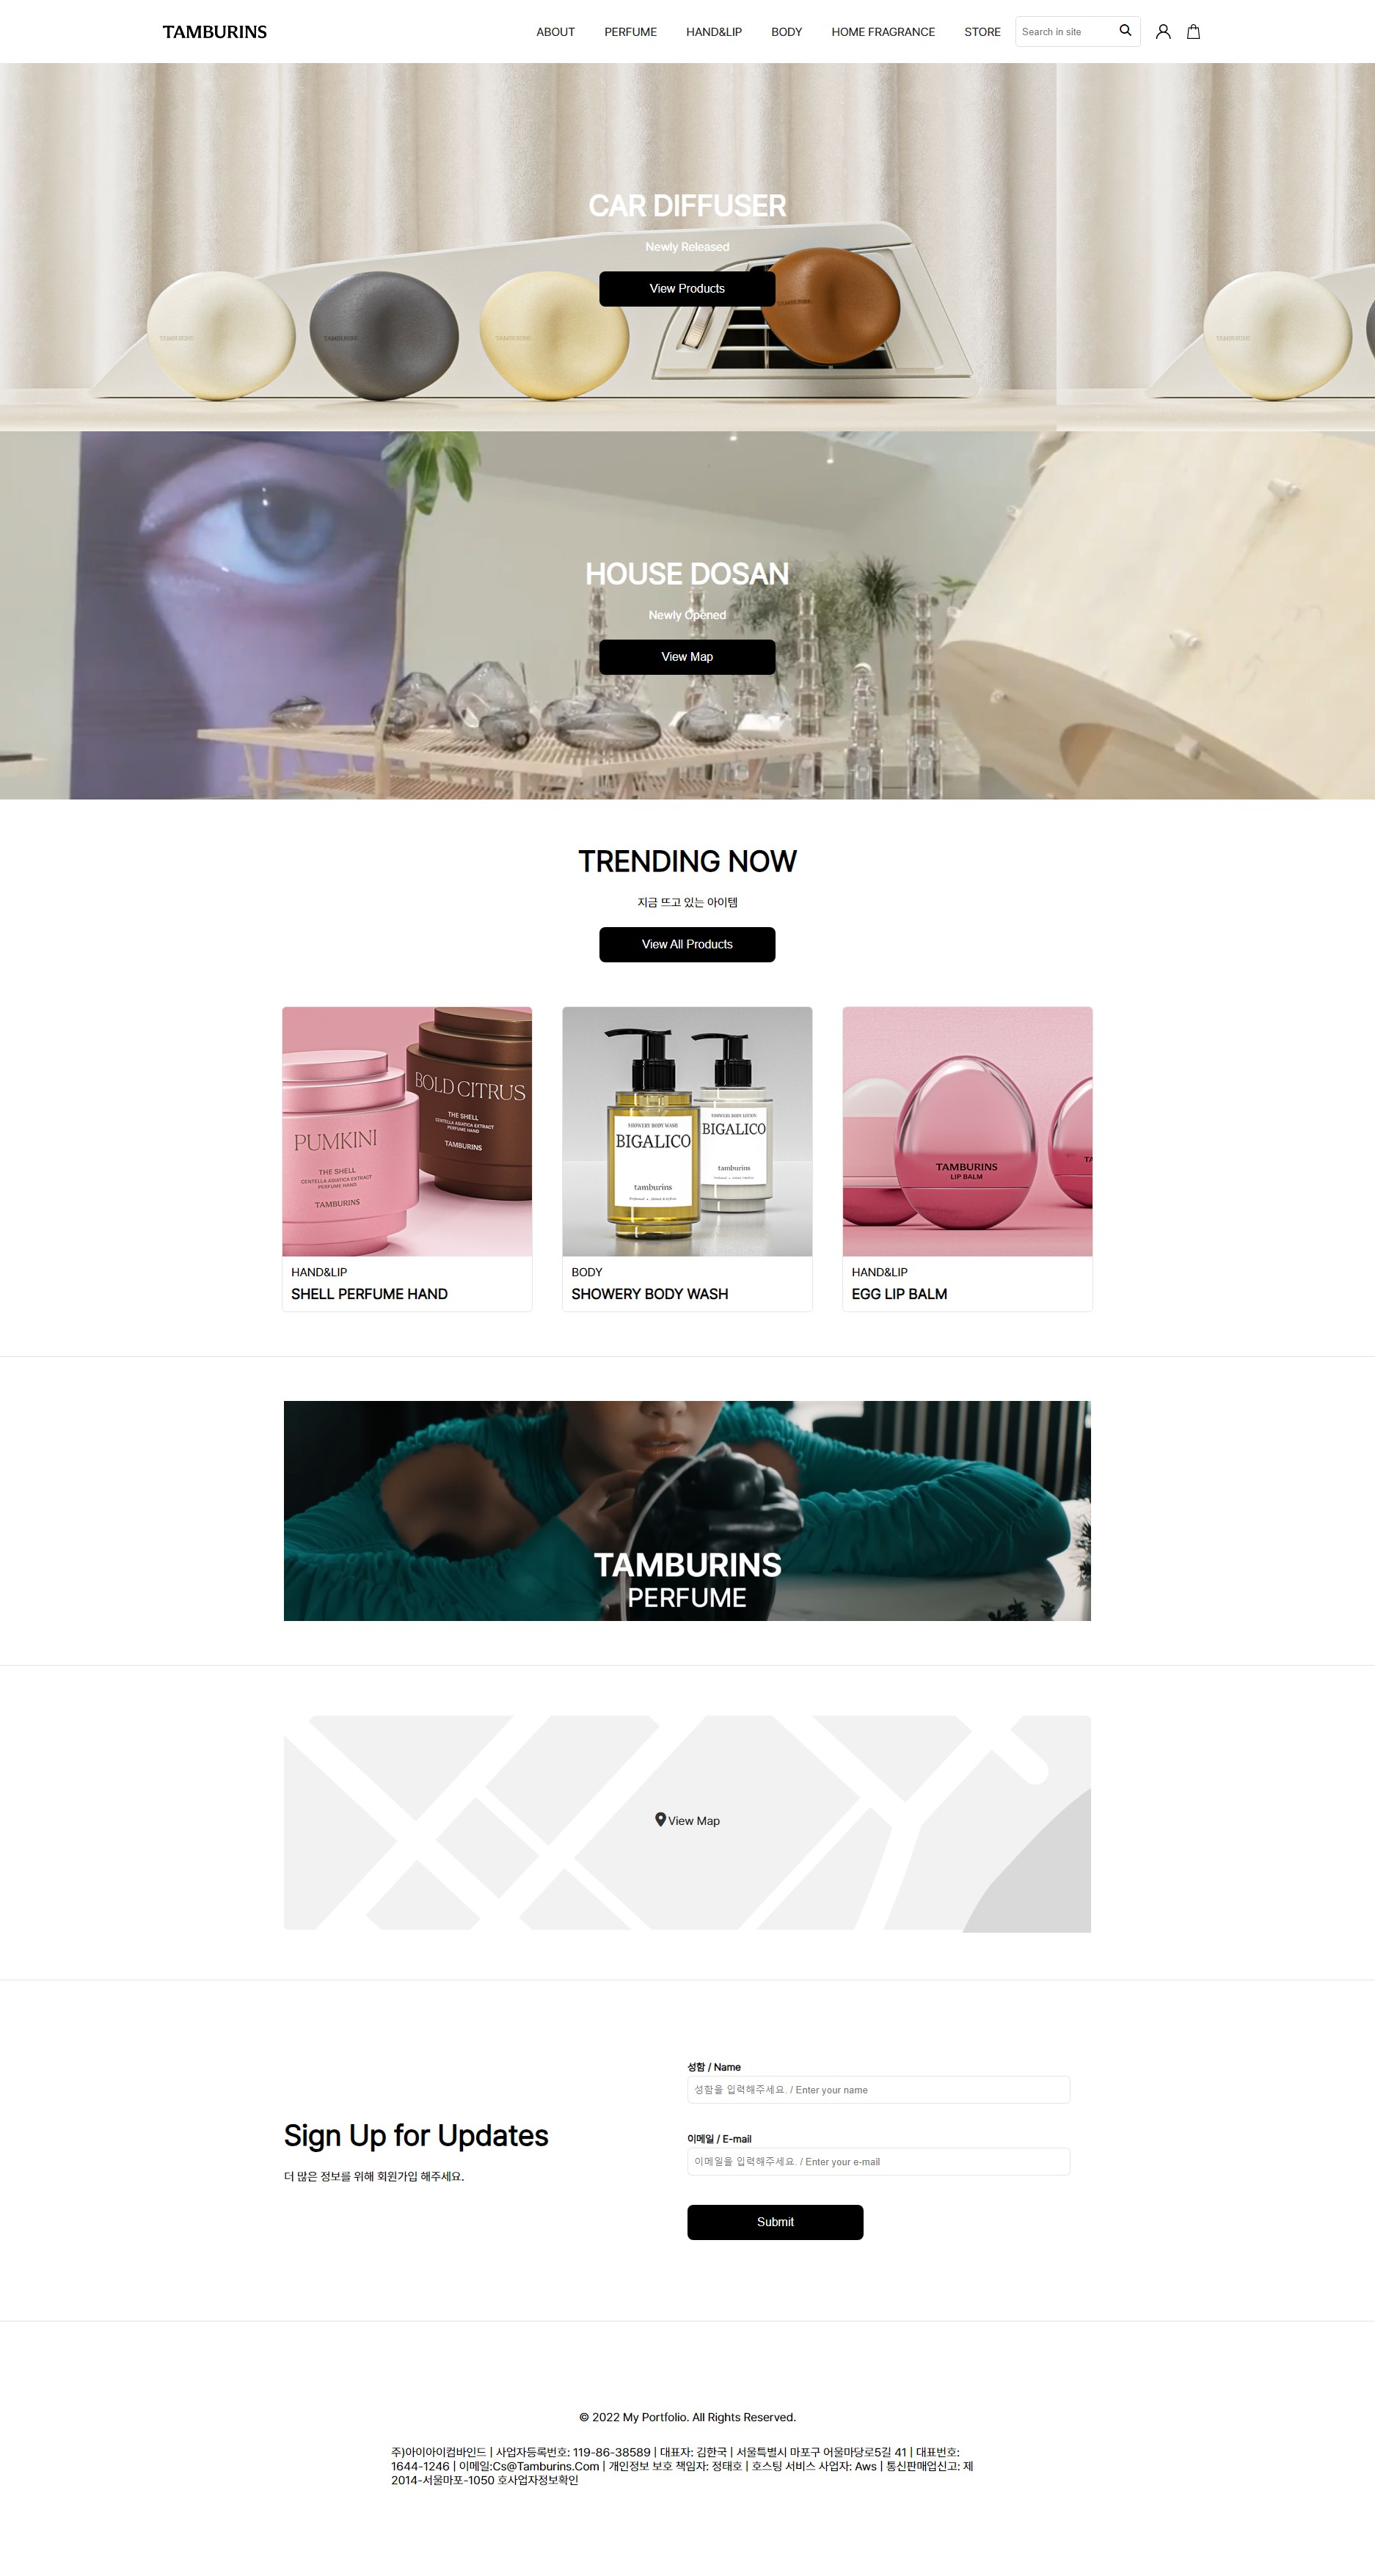 TAMBURINS
ABOUT
PERFUME
HAND&LIP
BODY
HOME FRAGRANCE
STORE
Search in site
CAR DIFFUSER
Newly Released
View Products
TAMBURINS
TAMBURINS
TAMBURINS
TAMBURINS
HOUSE DOSAN
Newly Opened
View Map
TRENDING NOW
지금 뜨고 있는 아이템
View All Products
BOLD CITRUS
THE SHELL
CENTELLA ASIATICA EXTRACT
PERFUME HAND
TAMBURINS
PUMKINI
THE SHELL
CENTELLA ASIATICA EXTRACT
PERFUME HAND
TAMBURINS
HAND&LIP
SHELL PERFUME HAND
SHOWERY BODY WASH
BIGALICO
tamburins
SHOWERY BODY LOTION
BIGALICO
tamburins
BODY
SHOWERY BODY WASH
TAMBURINS
LIP BALM
HAND&LIP
EGG LIP BALM
TAMBURINS
PERFUME
View Map
Sign Up for Updates
더 많은 정보를 위해 회원가입 해주세요.
성함 / Name
성함을 입력해주세요. / Enter your name
이메일 / E-mail
이메일을 입력해주세요. / Enter your e-mail
Submit
© 2022 My Portfolio. All Rights Reserved.
주)아이아이컴바인드 | 사업자등록번호: 119-86-38589 | 대표자: 김한국 | 서울특별시 마포구 어울마당로5길 41 | 대표번호:
1644-1246 | 이메일:Cs@Tamburins.Com | 개인정보 보호 책임자: 정태호 | 호스팅 서비스 사업자: Aws | 통신판매업신고: 제
2014-서울마포-1050 호사업자정보확인